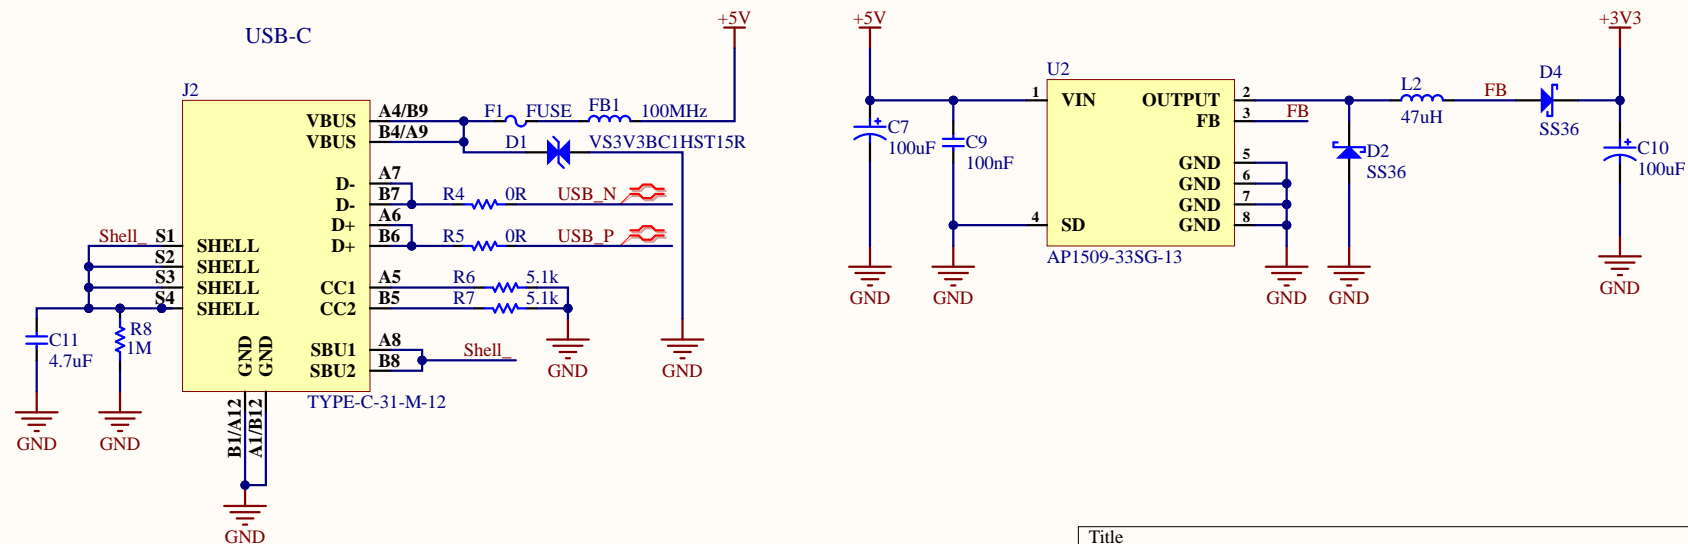 USB-C
+5V
J2
A4/B9
VBUS
F1
FUSE
FB1
100MHz
B4/A9
VBUS
D1
VS3V3BC1HST15R
A7
D-
B7
D-
R4
0R
USB_N
A6
D+
B6
D+
R5
0R
USB_P
Shell_
S1
SHELL
S2
SHELL
S3
SHELL
S4
SHELL
A5
CC1
R6
5.1k
B5
CC2
R7
5.1k
C11
4.7uF
R8
1M
A8
SBU1
B8
SBU2
Shell_
GND
GND
GND
GND
B1/A12
A1/B12
TYPE-C-31-M-12
GND
GND
GND
+5V
U2
1
VIN
OUTPUT
2
FB
3
FB
C7
100uF
C9
100nF
GND
5
GND
6
GND
7
GND
8
4
SD
AP1509-33SG-13
D2
SS36
L2
47uH
FB
D4
SS36
+3V3
C10
100uF
GND
GND
GND
GND
GND
Title